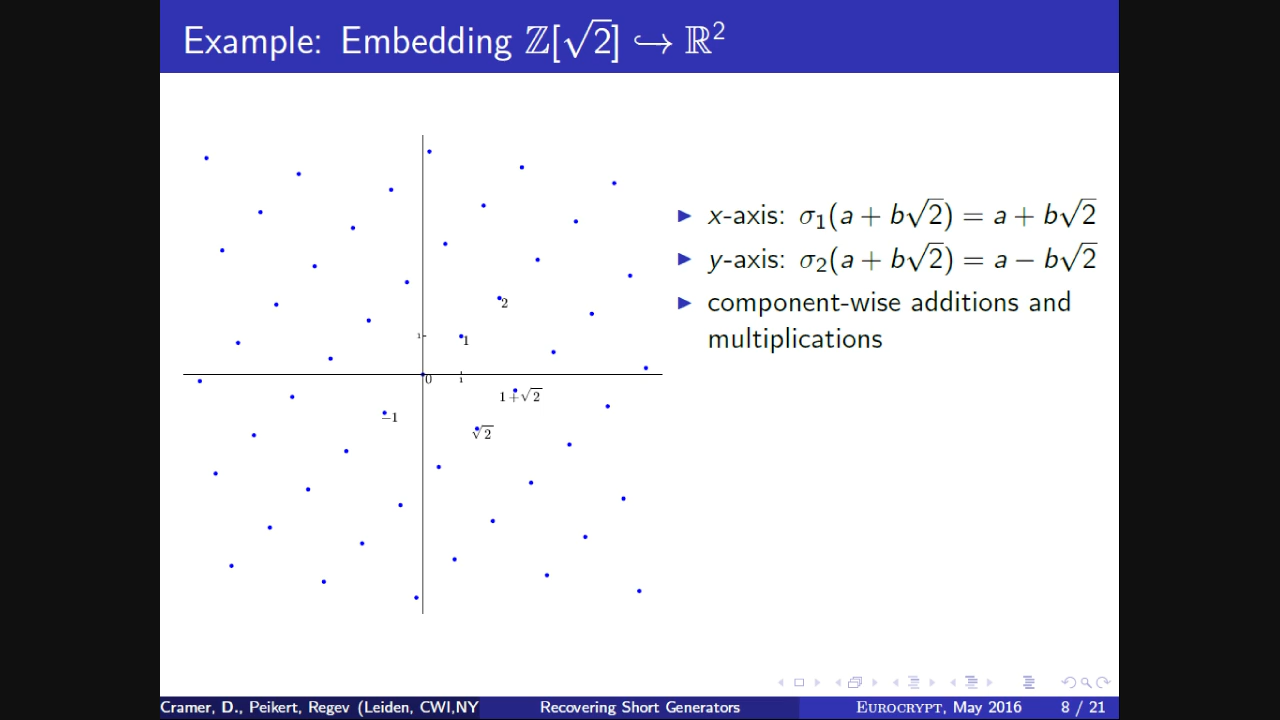 Example: Embedding ℤ[√2] ↪ ℝ²
▶ x-axis: σ₁(a + b√2) = a + b√2
▶ y-axis: σ₂(a + b√2) = a − b√2
▶ component-wise additions and
multiplications
2
1
1
0
1
1+√2
−1
√2
Cramer, D., Peikert, Regev (Leiden, CWI,NY
Recovering Short Generators
Eurocrypt, May 2016
8 / 21